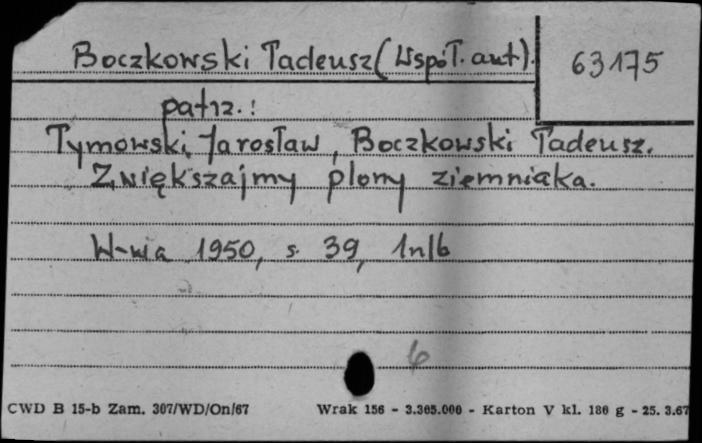 Boczkowski Tadeusz (Współ. aut).
63175
patrz.:
Tymowski Jarosław, Boczkowski Tadeusz.
Zwiększajmy plony ziemniaka.
W-wia 1950, s. 39, 1nlb
6
CWD B 15-b Zam. 307/WD/On/67 Wrak 156 - 3.305.000 - Karton V kl. 180 g - 25. 3.67